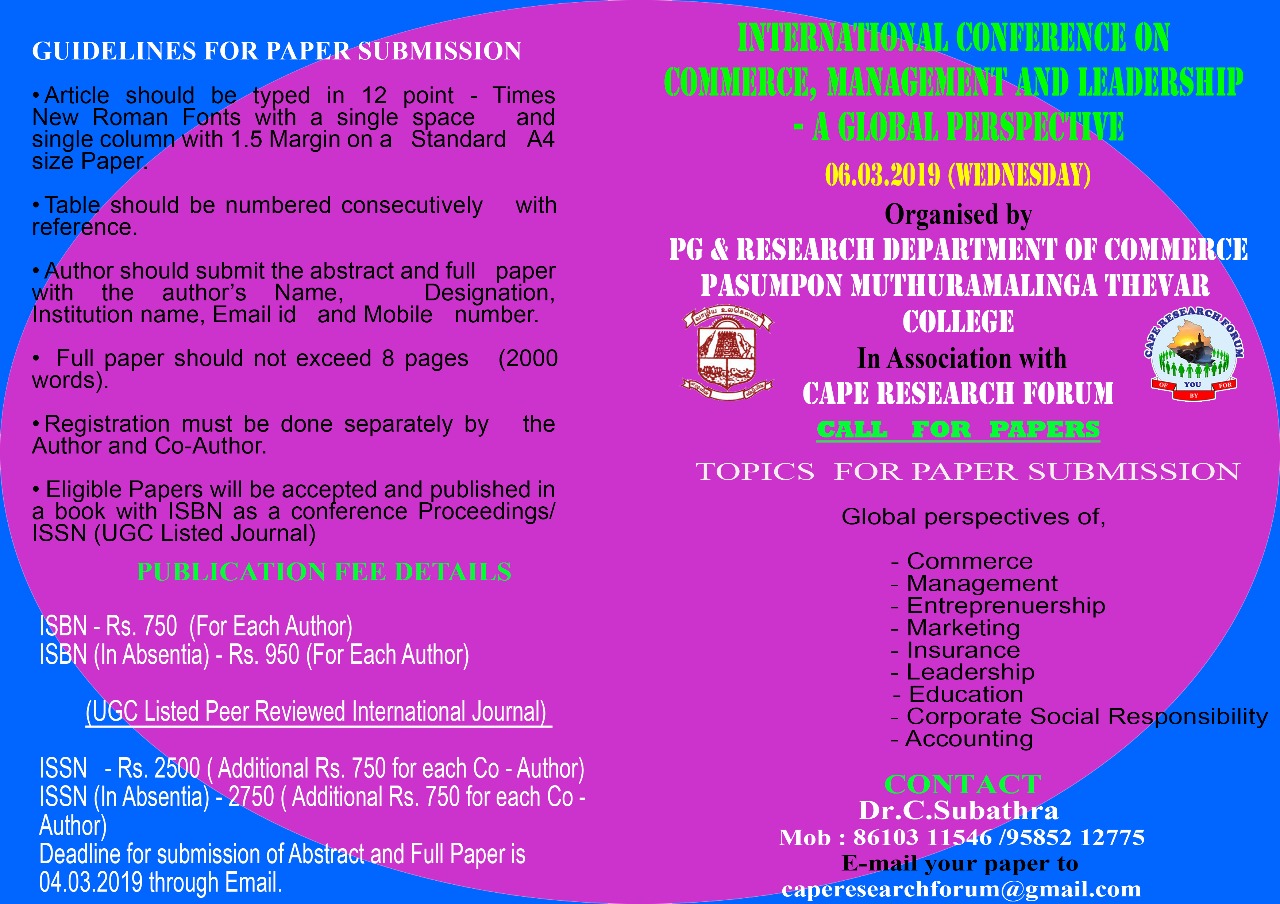 GUIDELINES FOR PAPER SUBMISSION
• Article should be typed in 12 point - Times
New Roman Fonts with a single space and
single column with 1.5 Margin on a Standard A4
size Paper.
• Table should be numbered consecutively with
reference.
• Author should submit the abstract and full paper
with the author's Name, Designation,
Institution name, Email id and Mobile number.
• Full paper should not exceed 8 pages (2000
words).
• Registration must be done separately by the
Author and Co-Author.
• Eligible Papers will be accepted and published in
a book with ISBN as a conference Proceedings/
ISSN (UGC Listed Journal)
PUBLICATION FEE DETAILS
ISBN - Rs. 750 (For Each Author)
ISBN (In Absentia) - Rs. 950 (For Each Author)
(UGC Listed Peer Reviewed International Journal)
ISSN - Rs. 2500 ( Additional Rs. 750 for each Co - Author)
ISSN (In Absentia) - 2750 ( Additional Rs. 750 for each Co -
Author)
Deadline for submission of Abstract and Full Paper is
04.03.2019 through Email.
INTERNATIONAL CONFERENCE ON
COMMERCE, MANAGEMENT AND LEADERSHIP
- A GLOBAL PERSPECTIVE
06.03.2019 (WEDNESDAY)
Organised by
PG & RESEARCH DEPARTMENT OF COMMERCE
PASUMPON MUTHURAMALINGA THEVAR
COLLEGE
வாழிய உலகெலாம்
In Association with
CAPE RESEARCH FORUM
CAPE RESEARCH FORUM
OF YOU BY FOR
CALL FOR PAPERS
TOPICS FOR PAPER SUBMISSION
Global perspectives of,
- Commerce
- Management
- Entreprenuership
- Marketing
- Insurance
- Leadership
- Education
- Corporate Social Responsibility
- Accounting
CONTACT
Dr.C.Subathra
Mob : 86103 11546 /95852 12775
E-mail your paper to
caperesearchforum@gmail.com